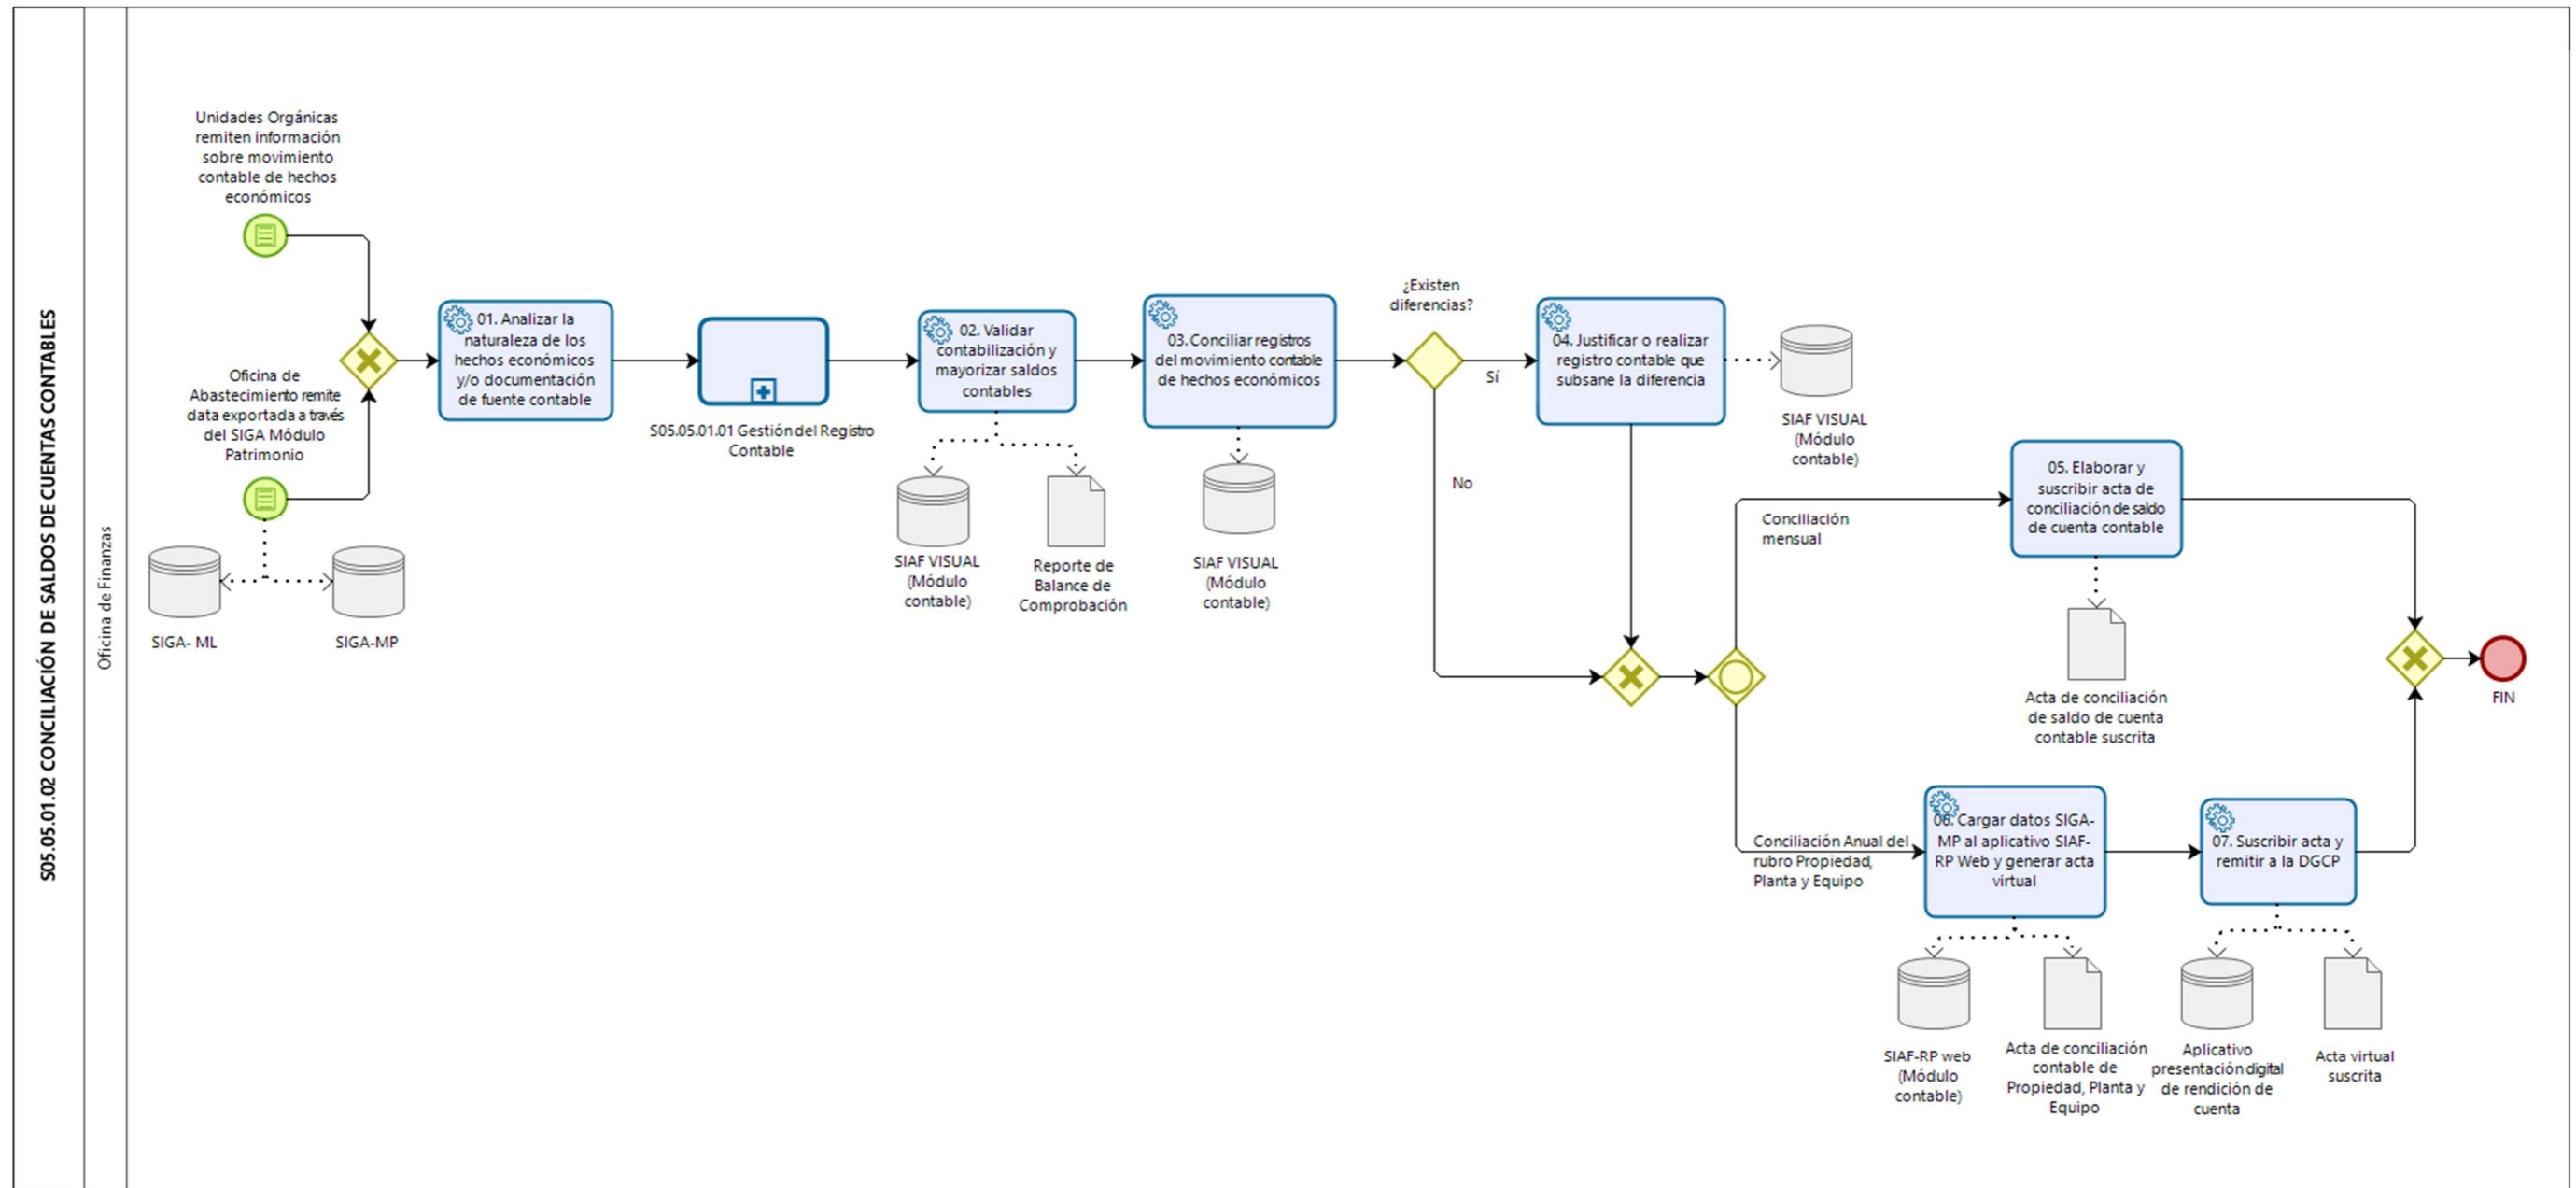 S05.05.01.02 CONCILIACIÓN DE SALDOS DE CUENTAS CONTABLES
Oficina de Finanzas
Unidades Orgánicas
remiten información
sobre movimiento
contable de hechos
económicos
Oficina de
Abastecimiento remite
data exportada a través
del SIGA Módulo
Patrimonio
SIGA- ML
SIGA-MP
01. Analizar la
naturaleza de los
hechos económicos
y/o documentación
de fuente contable
S05.05.01.01 Gestión del Registro
Contable
02. Validar
contabilización y
mayorizar saldos
contables
SIAF VISUAL
(Módulo
contable)
Reporte de
Balance de
Comprobación
03. Conciliar registros
del movimiento contable
de hechos económicos
SIAF VISUAL
(Módulo
contable)
¿Existen
diferencias?
Sí
No
04. Justificar o realizar
registro contable que
subsane la diferencia
SIAF VISUAL
(Módulo
contable)
Conciliación
mensual
05. Elaborar y
suscribir acta de
conciliación de saldo
de cuenta contable
Acta de conciliación
de saldo de cuenta
contable suscrita
Conciliación Anual del
rubro Propiedad,
Planta y Equipo
06. Cargar datos SIGA-
MP al aplicativo SIAF-
RP Web y generar acta
virtual
SIAF-RP web
(Módulo
contable)
Acta de conciliación
contable de
Propiedad, Planta y
Equipo
07. Suscribir acta y
remitir a la DGCP
Aplicativo
presentación digital
de rendición de
cuenta
Acta virtual
suscrita
FIN